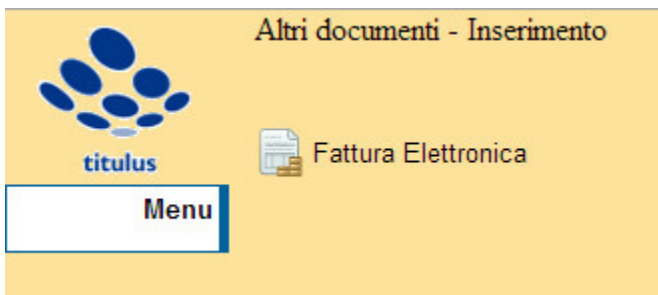 Altri documenti - Inserimento
titulus
Fattura Elettronica
Menu